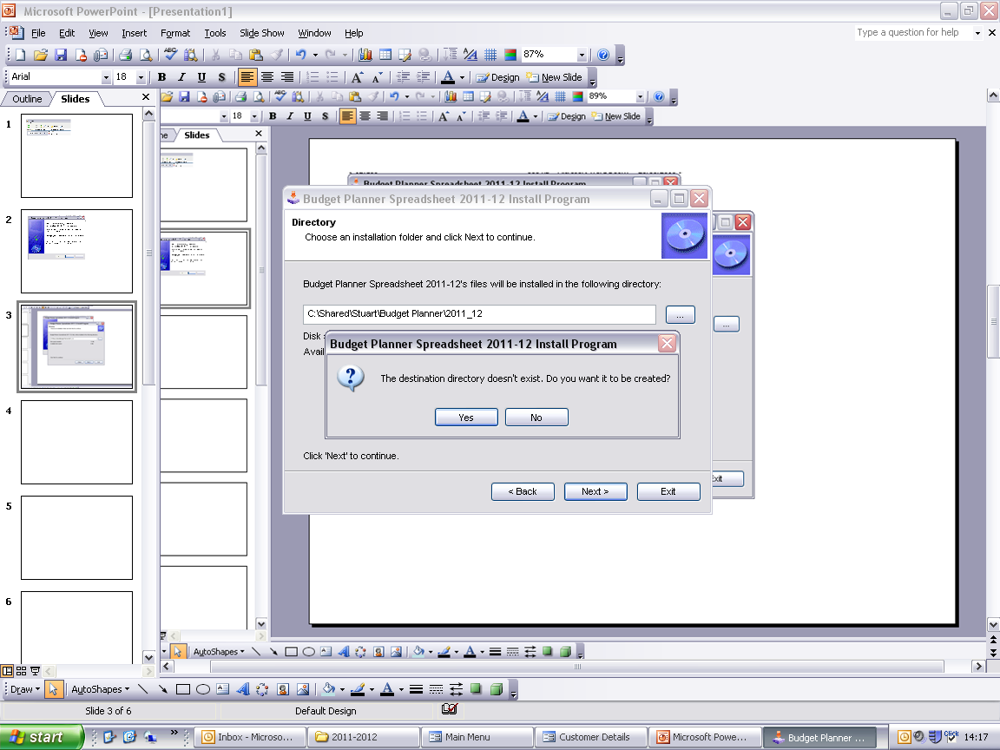 Microsoft PowerPoint - [Presentation1]
File Edit View Insert Format Tools Slide Show Window Help
Type a question for help
87%
Arial 18 B I U S A A A Design New Slide
Outline Slides
89%
18 B I U S A A A Design New Slide
ne Slides
1
2
3
4
5
6
Budget Planner Spreadsheet 2011-12 Install Program
Budget Planner Spreadsheet 2011-12 Install Program
Directory
Choose an installation folder and click Next to continue.
Budget Planner Spreadsheet 2011-12's files will be installed in the following directory:
C:\Shared\Stuart\Budget Planner\2011_12
...
...
Disk
Avail
Budget Planner Spreadsheet 2011-12 Install Program
The destination directory doesn't exist. Do you want it to be created?
Yes No
Click 'Next' to continue.
< Back Next > Exit
xit
AutoShapes
Draw AutoShapes
Slide 3 of 6 Default Design
start
Inbox - Microso... 2011-2012 Main Menu Customer Details Microsoft Powe... Budget Planner ...
Click
14:17